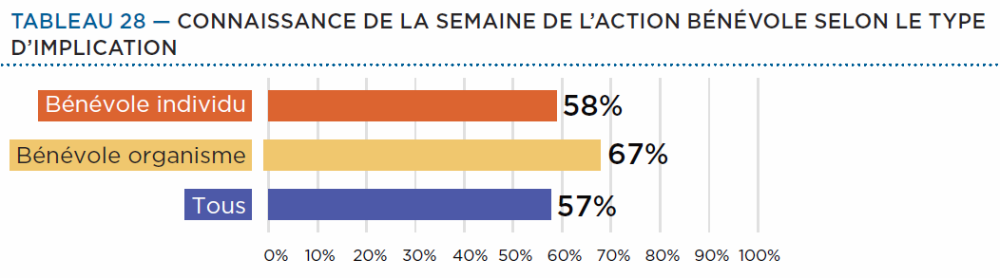 TABLEAU 28 — CONNAISSANCE DE LA SEMAINE DE L’ACTION BÉNÉVOLE SELON LE TYPE
D’IMPLICATION
Bénévole individu 58%
Bénévole organisme 67%
Tous 57%
0% 10% 20% 30% 40% 50% 60% 70% 80% 90% 100%